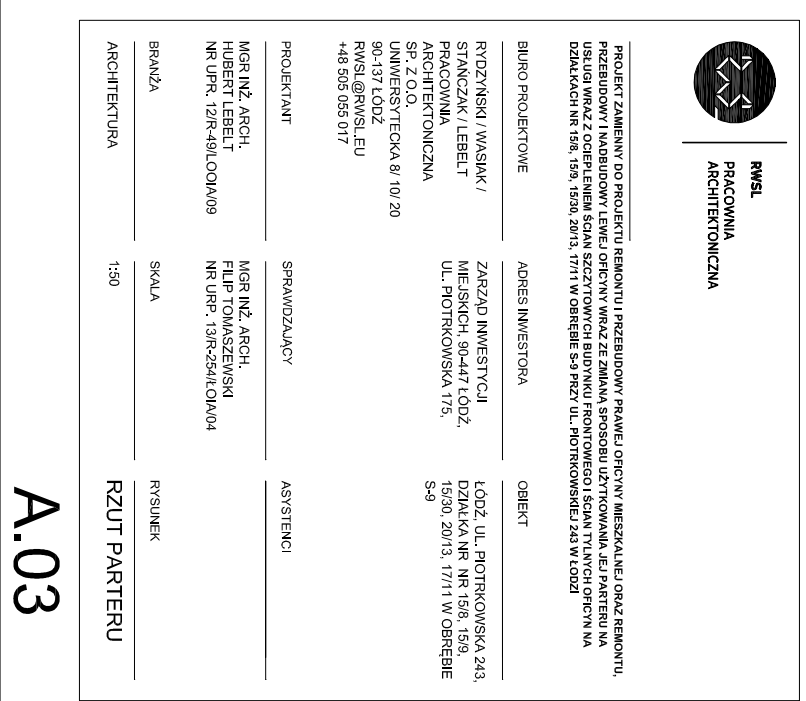 RWSL
PRACOWNIA
ARCHITEKTONICZNA
PROJEKT ZAMIENNY DO PROJEKTU REMONTU I PRZEBUDOWY PRAWEJ OFICYNY MIESZKALNEJ ORAZ REMONTU,
PRZEBUDOWY I NADBUDOWY LEWEJ OFICYNY WRAZ ZE ZMIANĄ SPOSOBU UŻYTKOWANIA JEJ PARTERU NA
USŁUGI WRAZ Z OCIEPLENIEM ŚCIAN SZCZYTOWYCH BUDYNKU FRONTOWEGO I ŚCIAN TYLNYCH OFICYN NA
DZIAŁKACH NR 15/8, 15/9, 15/30, 20/13, 17/11 W OBRĘBIE S-9 PRZY UL. PIOTRKOWSKIEJ 243 W ŁODZI
BIURO PROJEKTOWE
RYDZYŃSKI / WASIAK /
STAŃCZAK / LEBELT
PRACOWNIA
ARCHITEKTONICZNA
SP. Z O.O.
UNIWERSYTECKA 8/ 10/ 20
90-137 ŁÓDŹ
RWSL@RWSL.EU
+48 505 055 017
ADRES INWESTORA
ZARZĄD INWESTYCJI
MIEJSKICH, 90-447 ŁÓDŹ,
UL. PIOTRKOWSKA 175,
OBIEKT
ŁÓDŹ, UL. PIOTRKOWSKA 243,
DZIAŁKA NR NR 15/8, 15/9,
15/30, 20/13, 17/11 W OBRĘBIE
S-9
PROJEKTANT
MGR INŻ. ARCH.
HUBERT LEBELT
NR UPR. 12/R-49/LOOIA/09
SPRAWDZAJĄCY
MGR INŻ. ARCH.
FILIP TOMASZEWSKI
NR URP. 13/R-254/ŁOIA/04
ASYSTENCI
BRANŻA
ARCHITEKTURA
SKALA
1:50
RYSUNEK
RZUT PARTERU
A.03